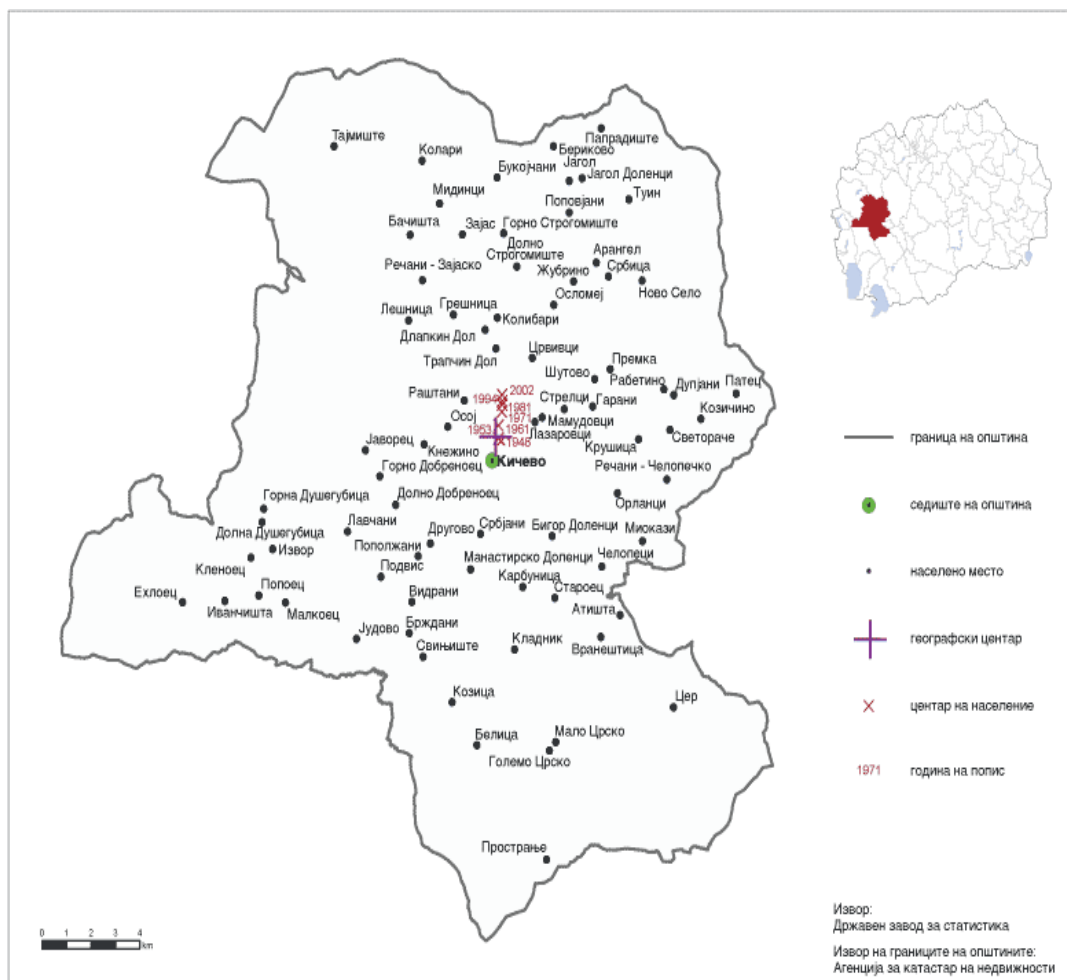 Папрадиште
Тајмиште
Бериково
Колари
Јагол
Букојчани
Јагол Доленци
Мидинци
Туин
Поповјани
Бачишта
Зајас
Горно Строгомиште
Долно
Строгомиште
Арангел
Речани - Зајаско
Жубрино
Србица
Ново Село
Осломеј
Грешница
Лешница
Колибари
Длапкин Дол
Црвивци
Трапчин Дол
Премка
Шутово
Рабетино
Дупјани
Патец
2002
1994
Раштани
1981
Стрелци
Гарани
Козичино
1971
Мамудовци
Осој
1953
1961
Лазаровци
Светораче
Јаворец
1948
Крушица
Кнежино
Кичево
Горно Добреноец
Речани - Челопечко
Горна Душегубица
Долно Добреноец
Орланци
Долна Душегубица
Лавчани
Другово
Србјани
Бигор Доленци
Миокази
Извор
Пополжани
Манастирско Доленци
Челопеци
Кленоец
Подвис
Карбуница
Ехлоец
Попоец
Видрани
Староец
Иванчишта
Малкоец
Атишта
Јудово
Брждани
Свињиште
Кладник
Вранештица
Козица
Цер
Белица
Мало Црско
Големо Црско
Прострање
граница на општина
седиште на општина
населено место
географски центар
центар на население
1971
година на попис
0 1 2 3 4
km
Извор:
Државен завод за статистика
Извор на границите на општините:
Агенција за катастар на недвижности